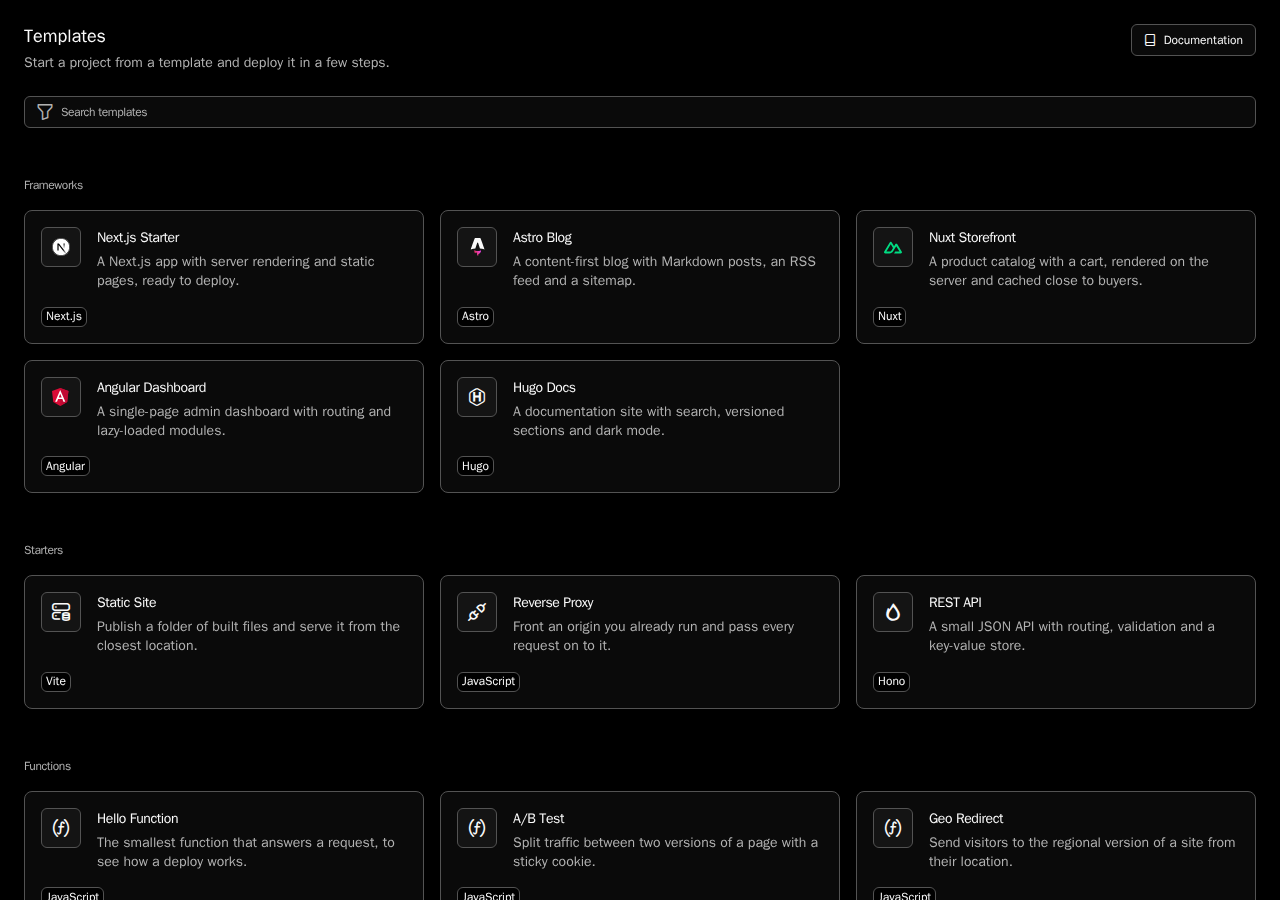 Templates
Documentation
Start a project from a template and deploy it in a few steps.
Search templates
Frameworks
Next.js Starter
A Next.js app with server rendering and static
pages, ready to deploy.
Next.js
Astro Blog
A content-first blog with Markdown posts, an RSS
feed and a sitemap.
Astro
Nuxt Storefront
A product catalog with a cart, rendered on the
server and cached close to buyers.
Nuxt
Angular Dashboard
A single-page admin dashboard with routing and
lazy-loaded modules.
Angular
Hugo Docs
A documentation site with search, versioned
sections and dark mode.
Hugo
Starters
Static Site
Publish a folder of built files and serve it from the
closest location.
Vite
Reverse Proxy
Front an origin you already run and pass every
request on to it.
JavaScript
REST API
A small JSON API with routing, validation and a
key-value store.
Hono
Functions
Hello Function
The smallest function that answers a request, to
see how a deploy works.
JavaScript
A/B Test
Split traffic between two versions of a page with a
sticky cookie.
JavaScript
Geo Redirect
Send visitors to the regional version of a site from
their location.
JavaScript